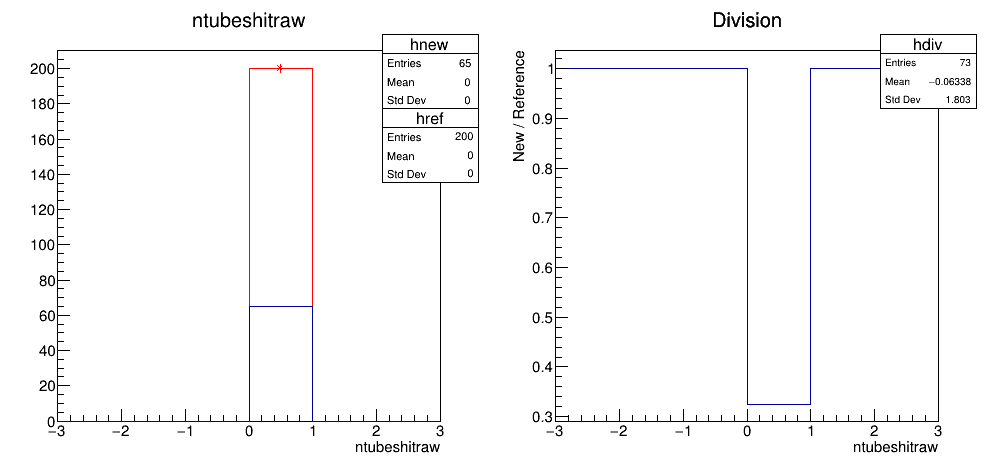 ntubeshitraw
hnew
Entries 65
Mean 0
Std Dev 0
href
Entries 200
Mean 0
Std Dev 0
200
180
160
140
120
100
80
60
40
20
0
−3 −2 −1 0 1 2 3
ntubeshitraw
Division
hdiv
Entries 73
Mean −0.06338
Std Dev 1.803
New / Reference
1
0.9
0.8
0.7
0.6
0.5
0.4
0.3
−3 −2 −1 0 1 2 3
ntubeshitraw